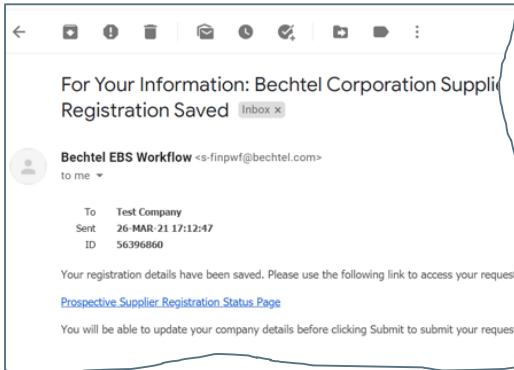 For Your Information: Bechtel Corporation Supplie
Registration Saved Inbox x
Bechtel EBS Workflow <s-finpwf@bechtel.com>
to me
To Test Company
Sent 26-MAR-21 17:12:47
ID 56396860
Your registration details have been saved. Please use the following link to access your request
Prospective Supplier Registration Status Page
You will be able to update your company details before clicking Submit to submit your reques